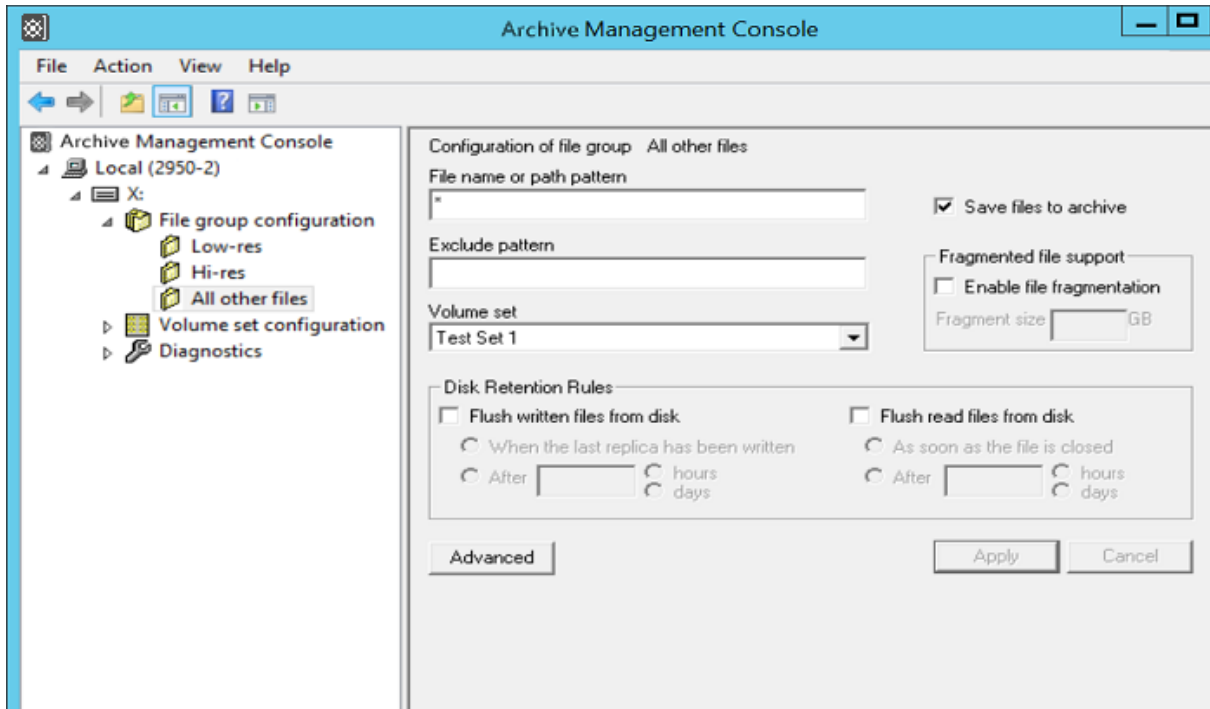 Archive Management Console
File Action View Help
Archive Management Console
Local (2950-2)
X:
File group configuration
Low-res
Hi-res
All other files
Volume set configuration
Diagnostics
Configuration of file group All other files
File name or path pattern
*
Save files to archive
Exclude pattern
Fragmented file support
Enable file fragmentation
Fragment size GB
Volume set
Test Set 1
Disk Retention Rules
Flush written files from disk
When the last replica has been written
After hours
days
Flush read files from disk
As soon as the file is closed
After hours
days
Advanced
Apply Cancel